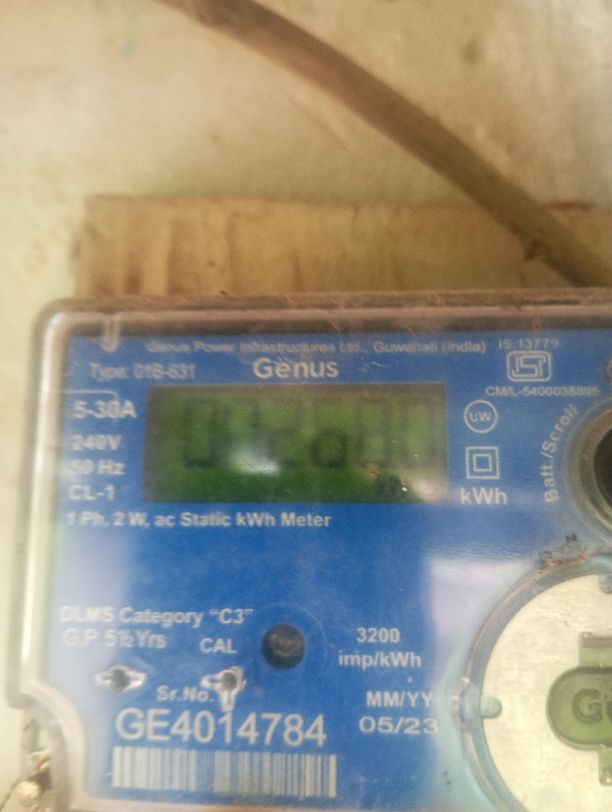 Genus Power Infrastructures Ltd., Guwahati (India) IS:13779
Type: 01B-631
Genus
CM/L-5400035895
5-30A
240V
50 Hz
CL-1
UW
kWh
Batt./Scroll
1 Ph. 2 W, ac Static kWh Meter
DLMS Category "C3"
G.P. 5½ Yrs
CAL
3200
imp/kWh
Sr.No.
GE4014784
MM/YY
05/23